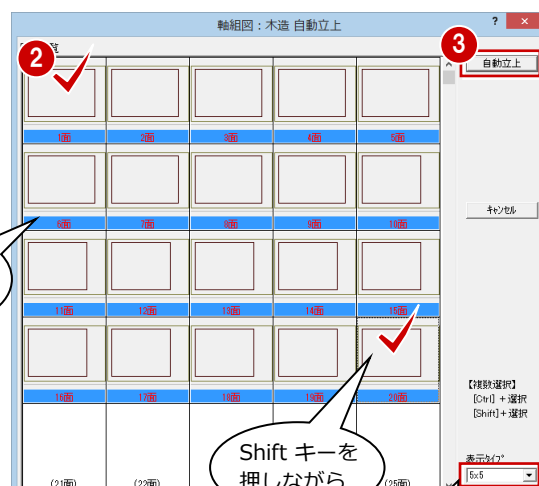 軸組図：木造 自動立上
? ×
覧
2
3
自動立上
1面 2面 3面 4面 5面
6面 7面 8面 9面 10面
キャンセル
11面 12面 13面 14面 15面
16面 17面 18面 19面 20面
【複数選択】
[Ctrl] + 選択
[Shift]+ 選択
Shift キーを
押しながら
表示タイプ
5x5
(21面) (22面) (25面)